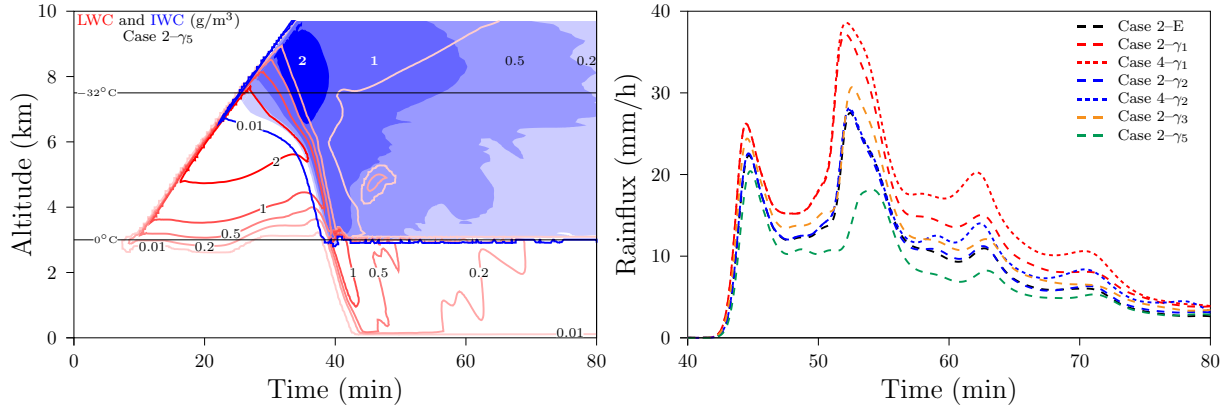 LWC and IWC (g/m³)
Case 2–γ₅
10
8
6
4
2
0
Altitude (km)
−32°C
0°C
0.01
2
1
0.5
0.2
0.01
0.2
0.5
1
2
1
0.5
0.2
0.01
0
20
40
60
80
Time (min)
40
30
20
10
0
Rainflux (mm/h)
Case 2–E
Case 2–γ₁
Case 4–γ₁
Case 2–γ₂
Case 4–γ₂
Case 2–γ₃
Case 2–γ₅
40
50
60
70
80
Time (min)